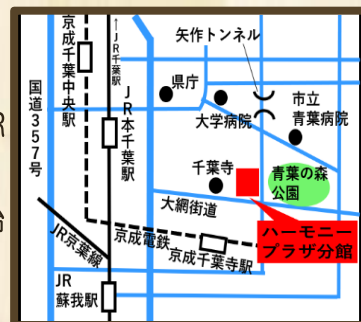 京成千葉中央駅
↑JR千葉駅
矢作トンネル
県庁
大学病院
市立
青葉病院
国道357号
JR本千葉駅
千葉寺
青葉の森
公園
大網街道
ハーモニー
プラザ分館
JR京葉線
京成電鉄
京成千葉寺駅
JR
蘇我駅